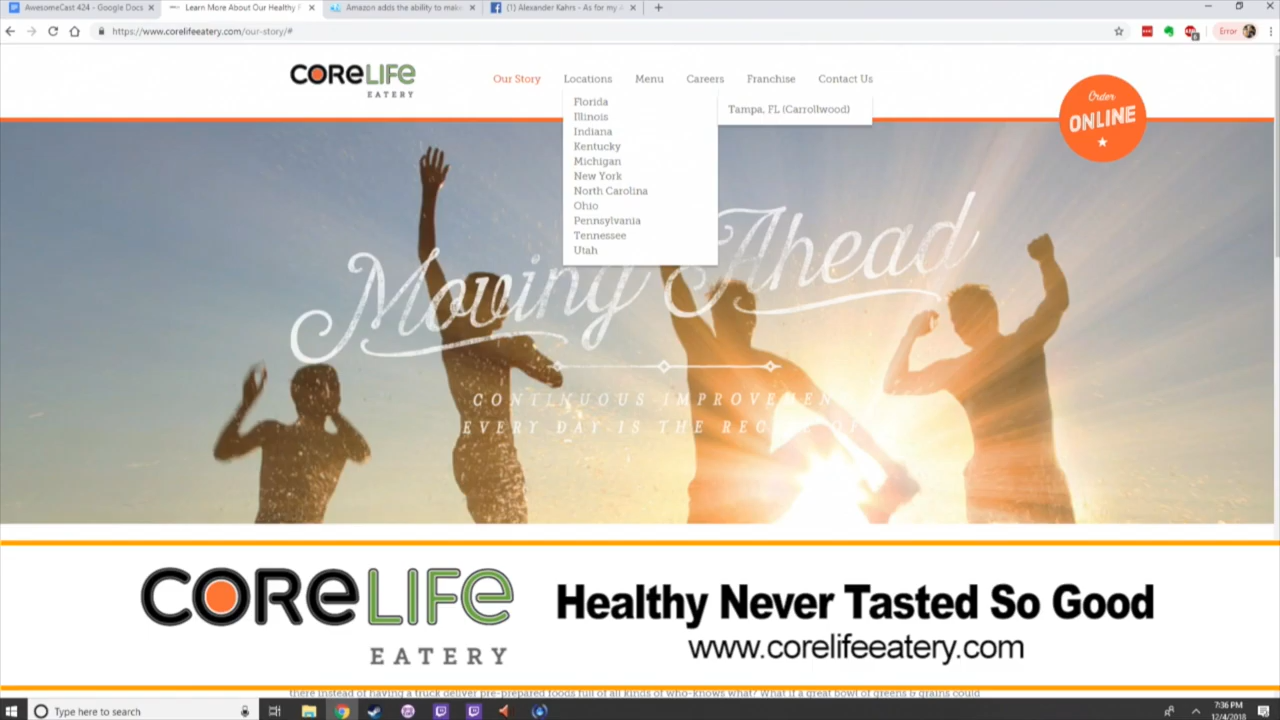 AwesomeCast 424 - Google Docs
Learn More About Our Healthy F
Amazon adds the ability to make
(1) Alexander Kahrs - As for my A
https://www.corelifeeatery.com/our-story/#
Error
CORELIFE
EATERY
Our Story
Locations
Menu
Careers
Franchise
Contact Us
Florida
Illinois
Indiana
Kentucky
Michigan
New York
North Carolina
Ohio
Pennsylvania
Tennessee
Utah
Tampa, FL (Carrollwood)
Order
ONLINE
Moving Ahead
CONTINUOUS IMPROVEMENT
EVERY DAY IS THE REC
CORELIFE
EATERY
Healthy Never Tasted So Good
www.corelifeeatery.com
there instead of having a truck deliver pre-prepared foods full of all kinds of who-knows what? What if a great bowl of greens & grains could
Type here to search
7:36 PM
12/4/2018